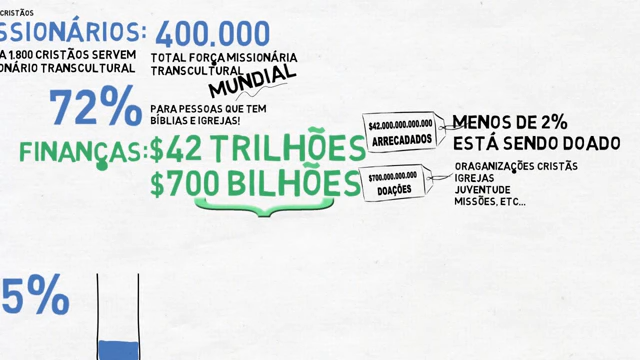 CRISTÃOS
SSIONÁRIOS: 400.000
A 1.800 CRISTÃOS SERVEM
ONÁRIO TRANSCULTURAL
TOTAL FORÇA MISSIONÁRIA
TRANSCULTURAL
MUNDIAL
72%
PARA PESSOAS QUE TEM
BÍBLIAS E IGREJAS!
FINANÇAS: $42 TRILHÕES
$700 BILHÕES
$42.000.000.000.000
ARRECADADOS
MENOS DE 2%
ESTÁ SENDO DOADO
$700.000.000.000
DOAÇÕES
ORAGANIZAÇÕES CRISTÃS
IGREJAS
JUVENTUDE
MISSÕES, ETC...
5%